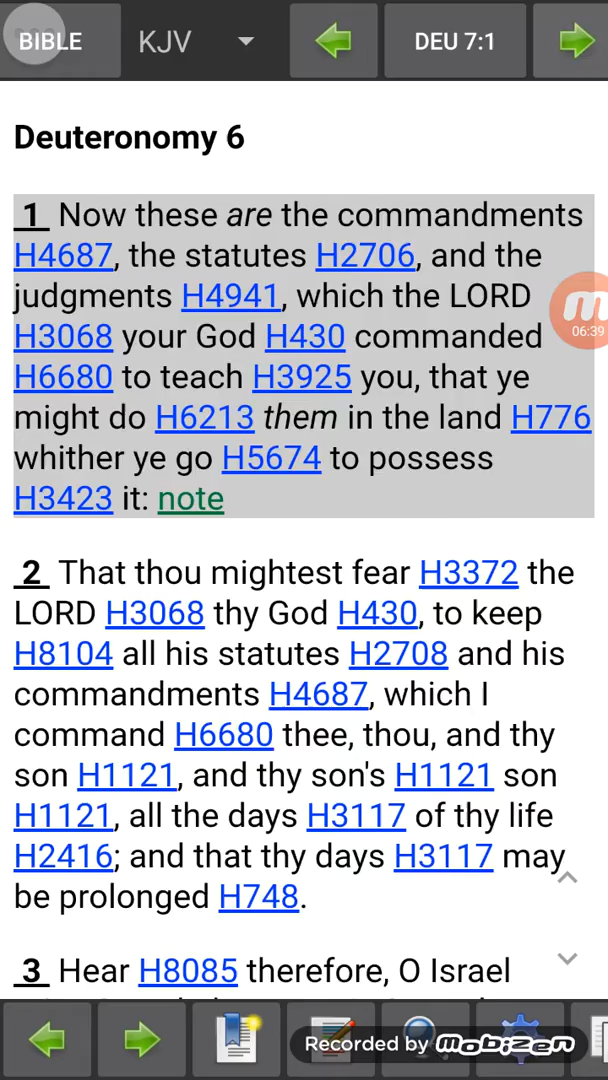 BIBLE KJV DEU 7:1
Deuteronomy 6
1 Now these are the commandments
H4687, the statutes H2706, and the
judgments H4941, which the LORD
06:39
H3068 your God H430 commanded
H6680 to teach H3925 you, that ye
might do H6213 them in the land H776
whither ye go H5674 to possess
H3423 it: note
2 That thou mightest fear H3372 the
LORD H3068 thy God H430, to keep
H8104 all his statutes H2708 and his
commandments H4687, which I
command H6680 thee, thou, and thy
son H1121, and thy son's H1121 son
H1121, all the days H3117 of thy life
H2416; and that thy days H3117 may
be prolonged H748.
3 Hear H8085 therefore, O Israel
Recorded by Mobizen